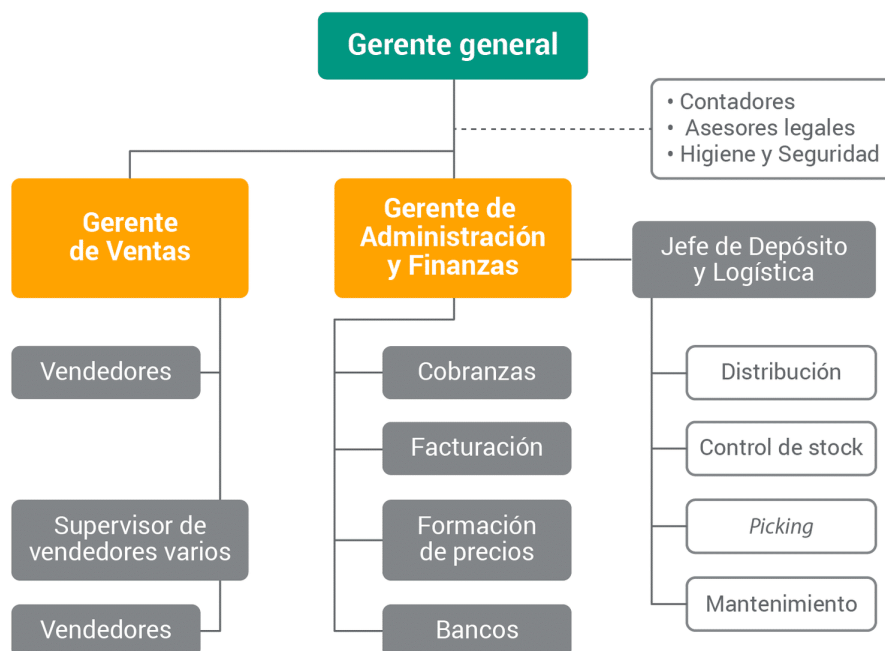 Gerente general
• Contadores
• Asesores legales
• Higiene y Seguridad
Gerente
de Ventas
Gerente de
Administración
y Finanzas
Jefe de Depósito
y Logística
Vendedores
Supervisor de
vendedores varios
Vendedores
Cobranzas
Facturación
Formación
de precios
Bancos
Distribución
Control de stock
Picking
Mantenimiento